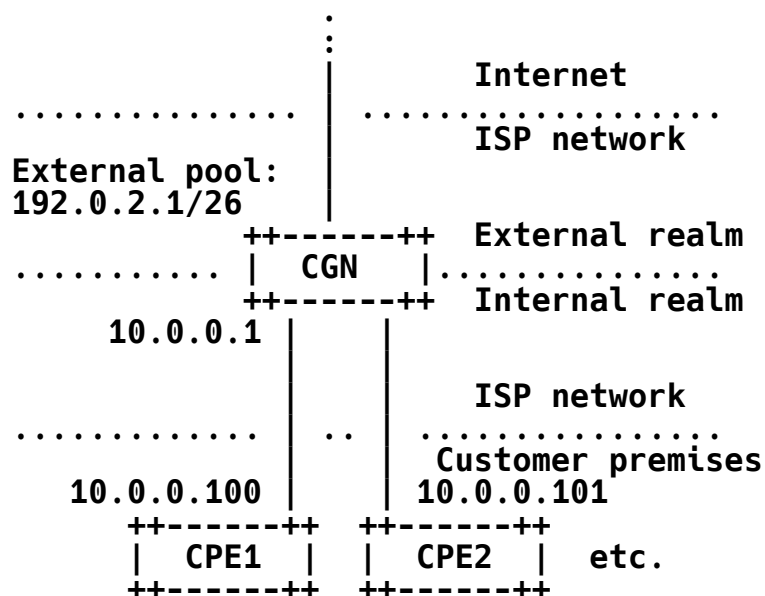 Internet
ISP network
External pool:
192.0.2.1/26
External realm
CGN
Internal realm
10.0.0.1
ISP network
Customer premises
10.0.0.100 10.0.0.101
CPE1 CPE2 etc.